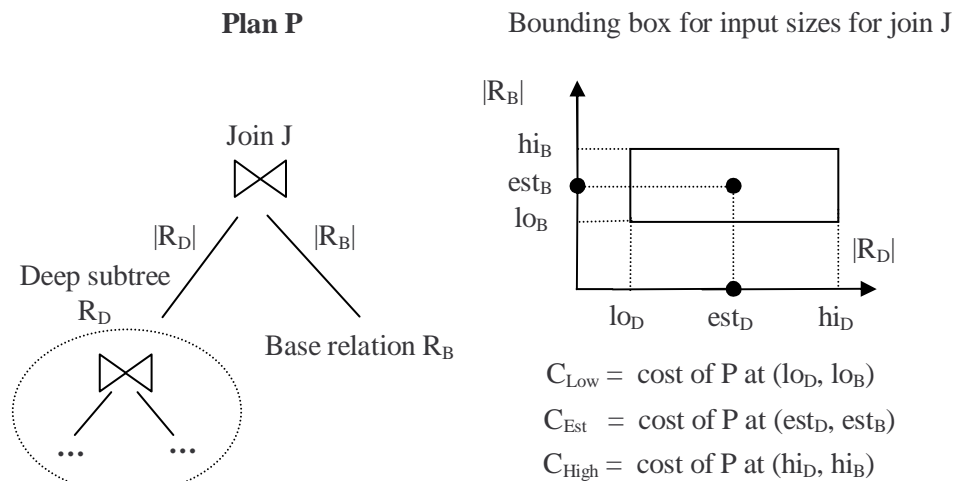 Plan P
Bounding box for input sizes for join J
Join J
|R_D| |R_B|
Deep subtree
R_D
Base relation R_B
... ...
|R_B|
hi_B
est_B
lo_B
|R_D|
lo_D est_D hi_D
C_Low = cost of P at (lo_D, lo_B)
C_Est = cost of P at (est_D, est_B)
C_High = cost of P at (hi_D, hi_B)